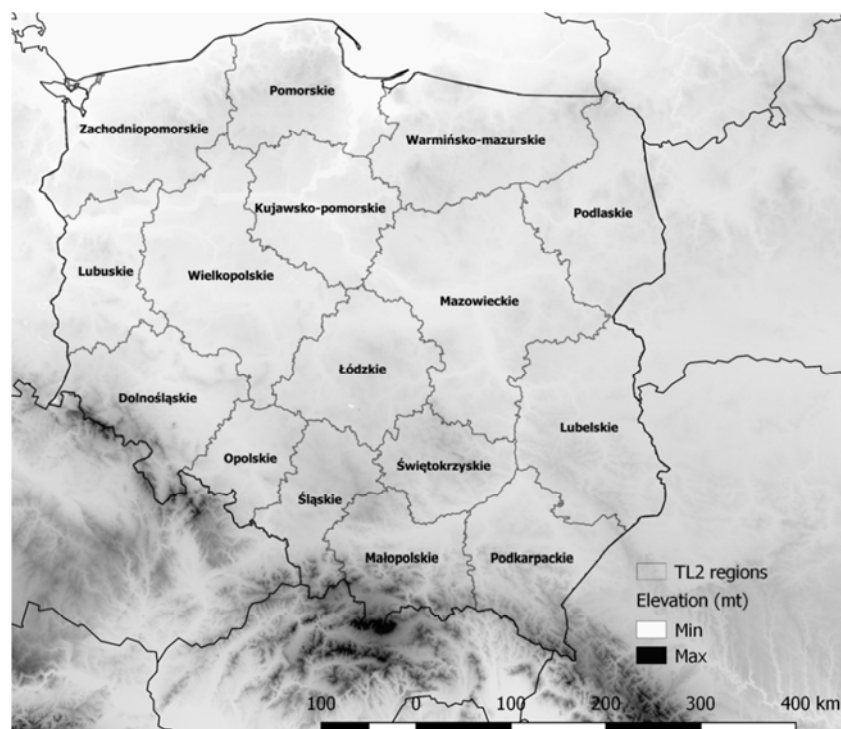 Pomorskie
Zachodniopomorskie
Warmińsko-mazurskie
Kujawsko-pomorskie
Podlaskie
Lubuskie
Wielkopolskie
Mazowieckie
Łódzkie
Dolnośląskie
Lubelskie
Opolskie
Świętokrzyskie
Śląskie
Małopolskie
Podkarpackie
TL2 regions
Elevation (mt)
Min
Max
100 0 100 200 300 400 km